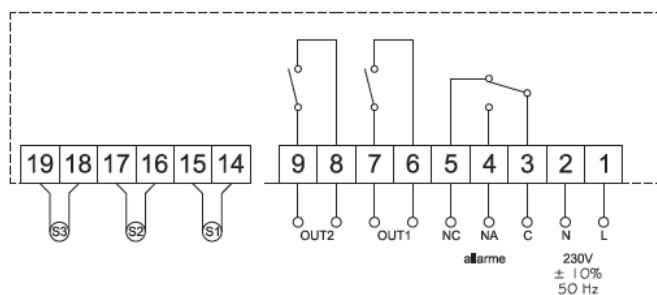 19 18 17 16 15 14 9 8 7 6 5 4 3 2 1
S3 S2 S1 OUT2 OUT1 NC NA C N L
allarme 230V
± 10%
50 Hz